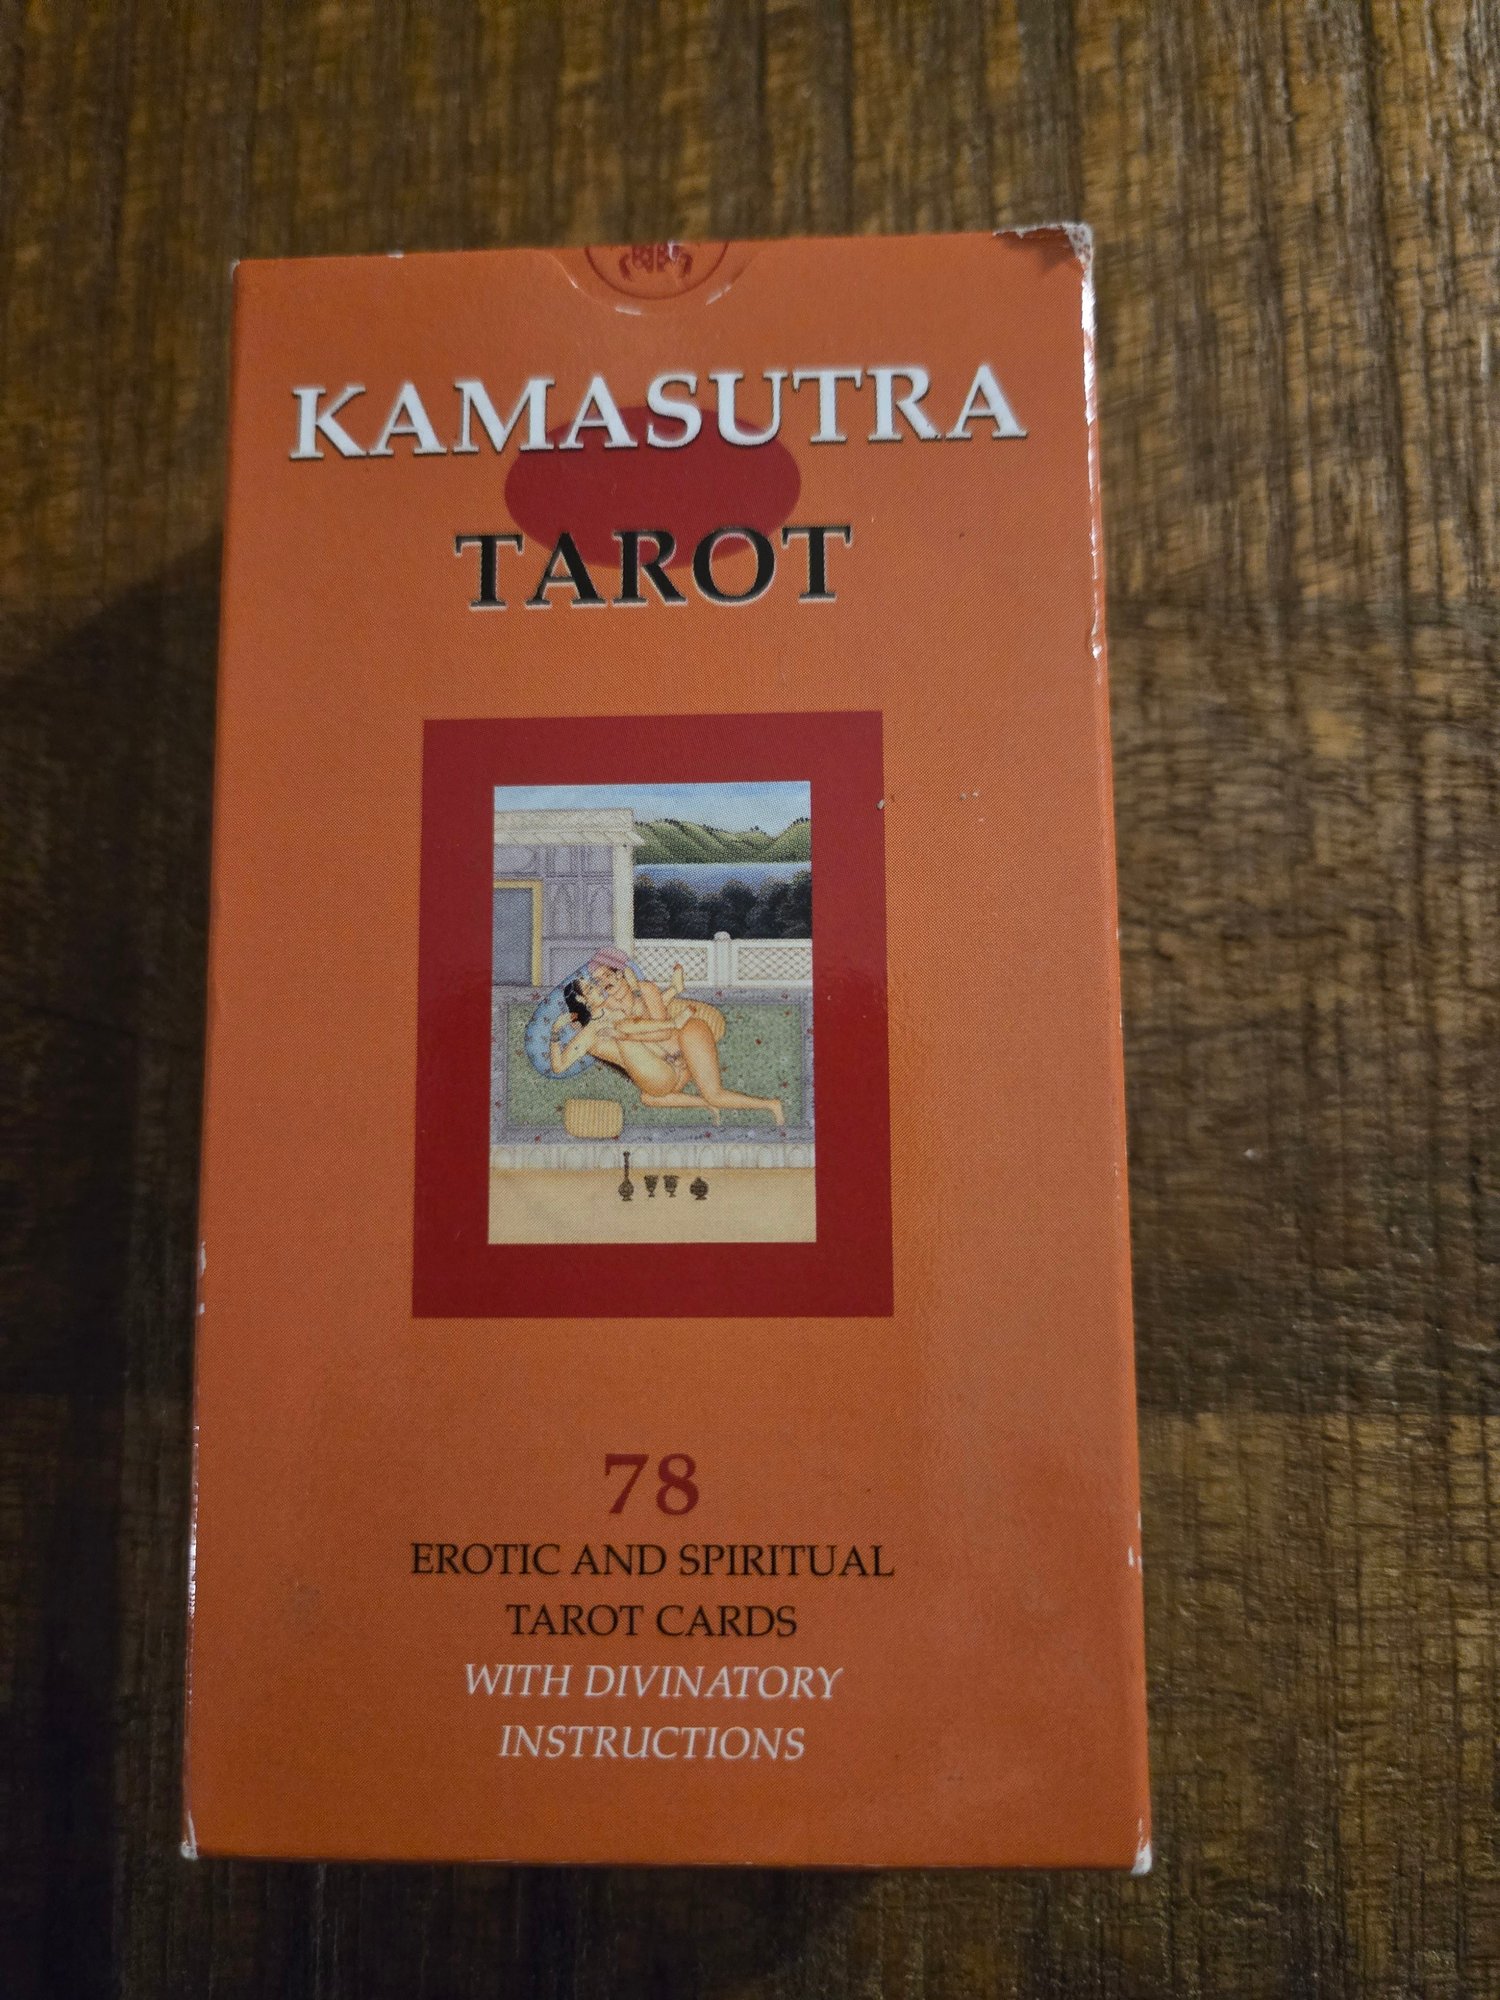 KAMASUTRA
TAROT
78
EROTIC AND SPIRITUAL
TAROT CARDS
WITH DIVINATORY
INSTRUCTIONS